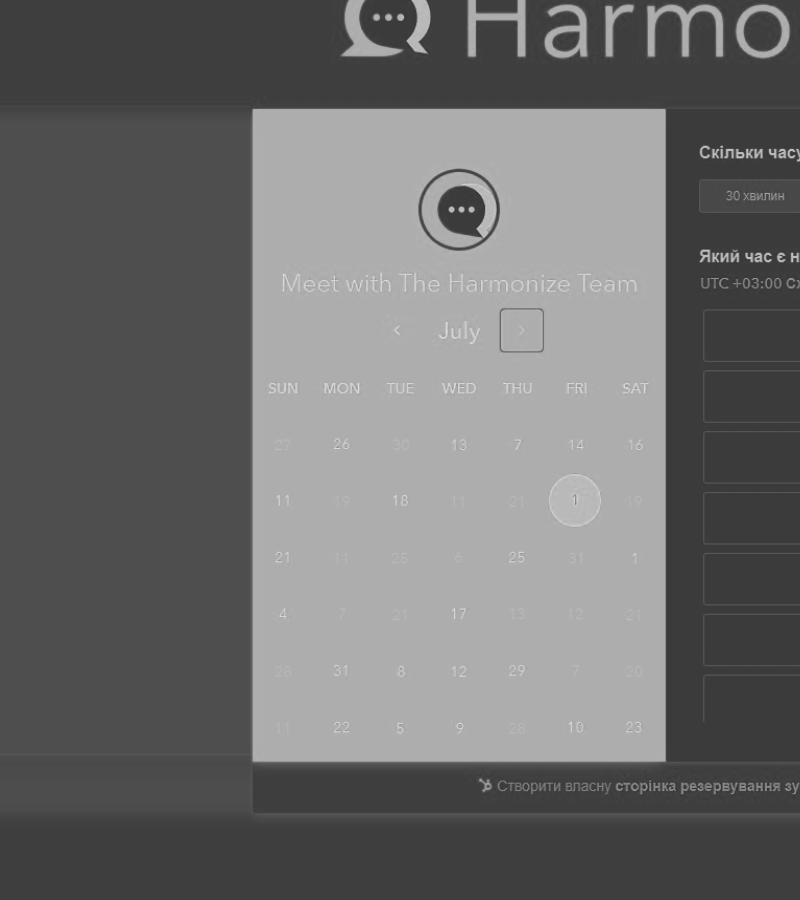 Harmo
Meet with The Harmonize Team
< July >
SUN MON TUE WED THU FRI SAT
27 26 30 13 7 14 16
11 19 18 11 21 1 19
21 11 25 6 25 31 1
4 7 21 17 13 12 21
28 31 8 12 29 7 20
11 22 5 9 28 10 23
Скільки часу
30 хвилин
Який час є н
UTC +03:00 Сх
Створити власну сторінка резервування зу